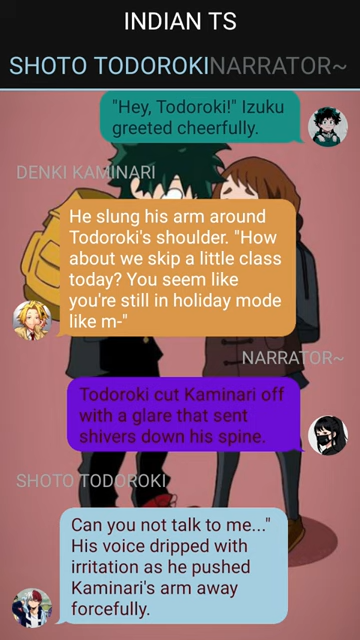 INDIAN TS
SHOTO TODOROKI NARRATOR~
"Hey, Todoroki!" Izuku
greeted cheerfully.
DENKI KAMINARI
He slung his arm around
Todoroki's shoulder. "How
about we skip a little class
today? You seem like
you're still in holiday mode
like m-"
NARRATOR~
Todoroki cut Kaminari off
with a glare that sent
shivers down his spine.
SHOTO TODOROKI
Can you not talk to me..."
His voice dripped with
irritation as he pushed
Kaminari's arm away
forcefully.